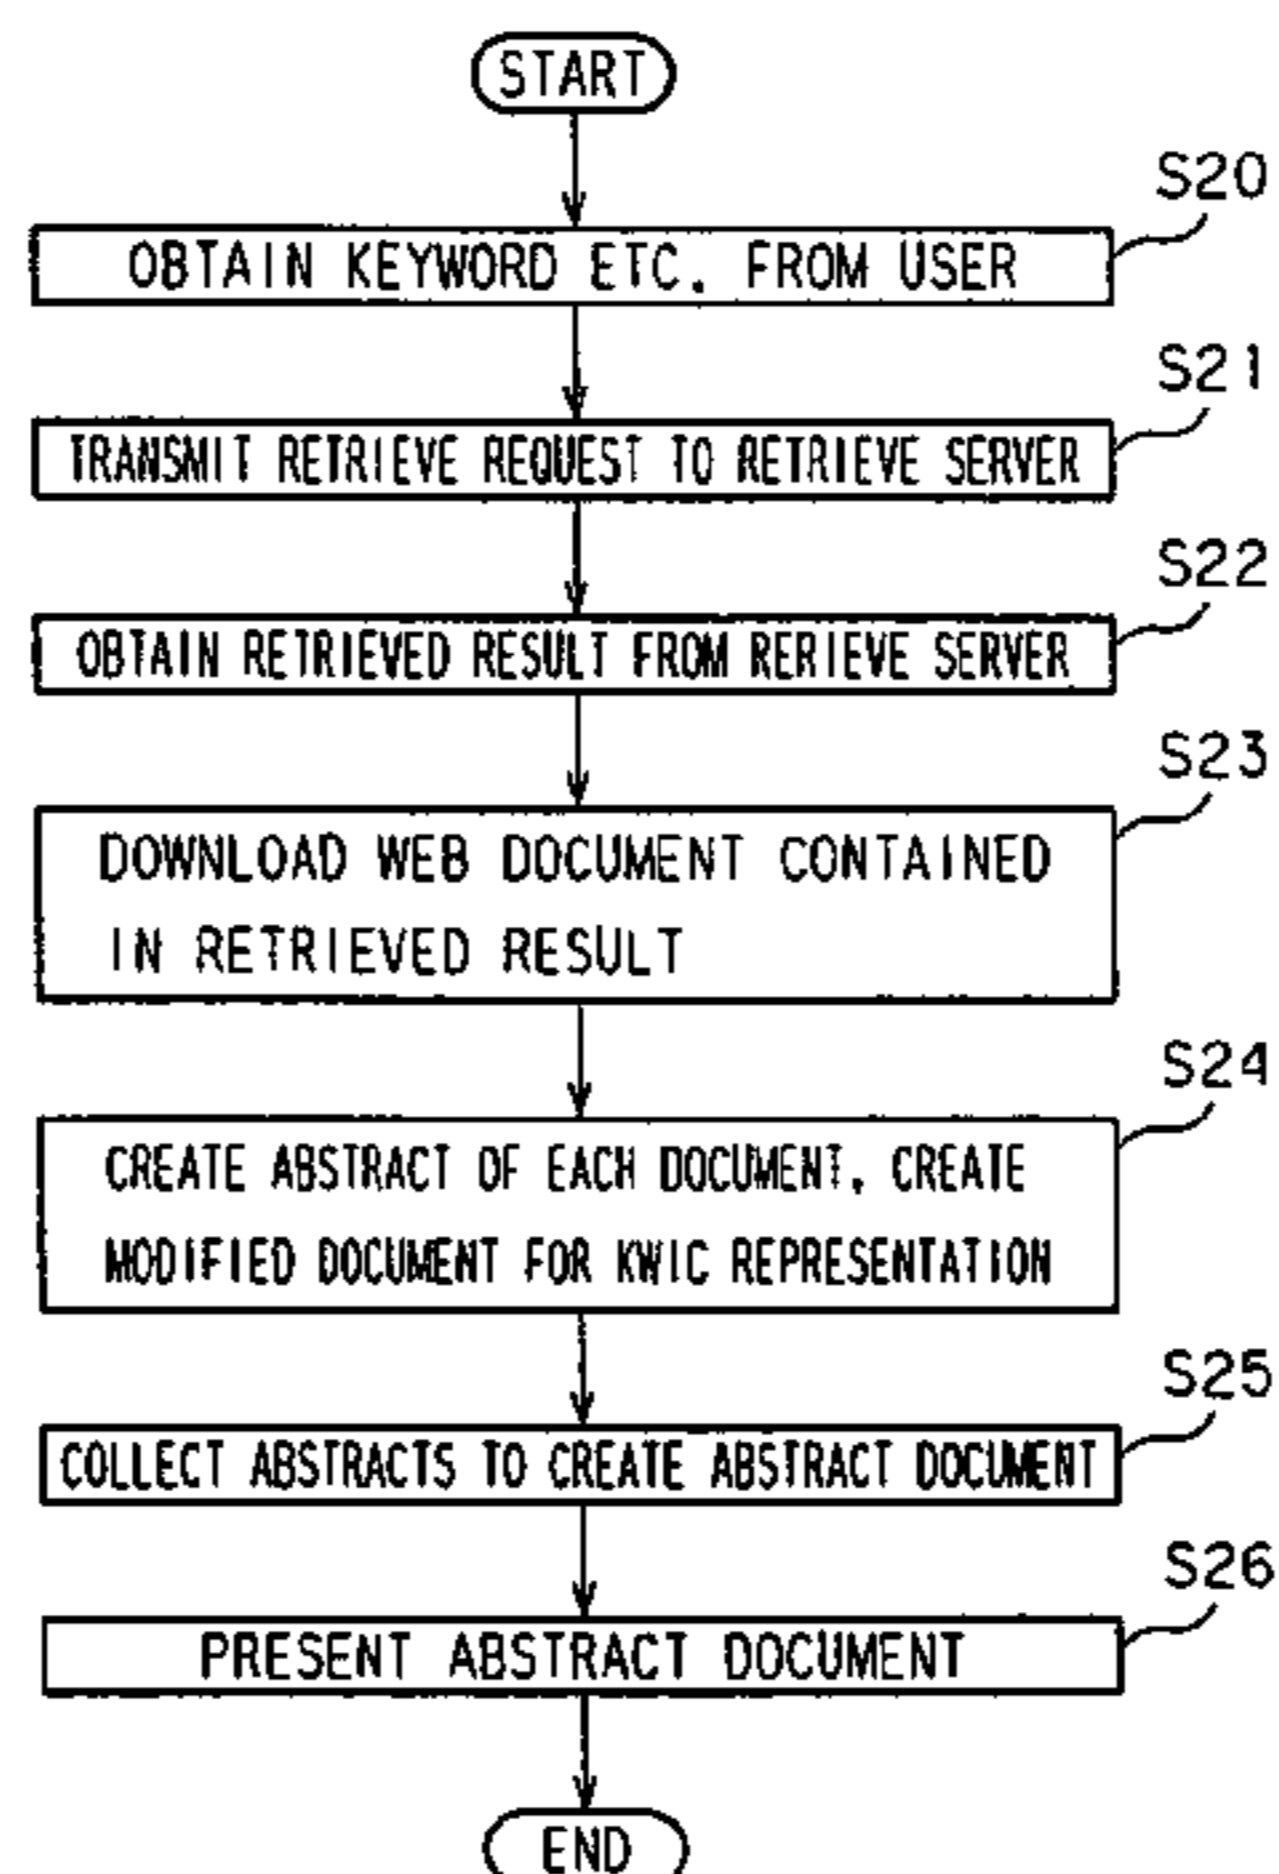 START
S20
OBTAIN KEYWORD ETC. FROM USER
S21
TRANSMIT RETRIEVE REQUEST TO RETRIEVE SERVER
S22
OBTAIN RETRIEVED RESULT FROM RERIEVE SERVER
S23
DOWNLOAD WEB DOCUMENT CONTAINED
IN RETRIEVED RESULT
S24
CREATE ABSTRACT OF EACH DOCUMENT, CREATE
MODIFIED DOCUMENT FOR KWIC REPRESENTATION
S25
COLLECT ABSTRACTS TO CREATE ABSTRACT DOCUMENT
S26
PRESENT ABSTRACT DOCUMENT
END